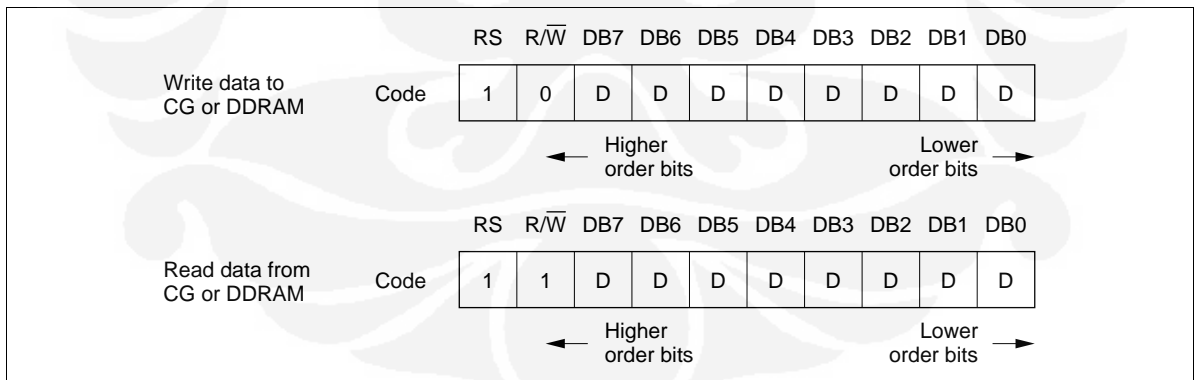 RS R/W̅ DB7 DB6 DB5 DB4 DB3 DB2 DB1 DB0
Write data to
CG or DDRAM
Code 1 0 D D D D D D D D
Higher
order bits
Lower
order bits
RS R/W̅ DB7 DB6 DB5 DB4 DB3 DB2 DB1 DB0
Read data from
CG or DDRAM
Code 1 1 D D D D D D D D
Higher
order bits
Lower
order bits